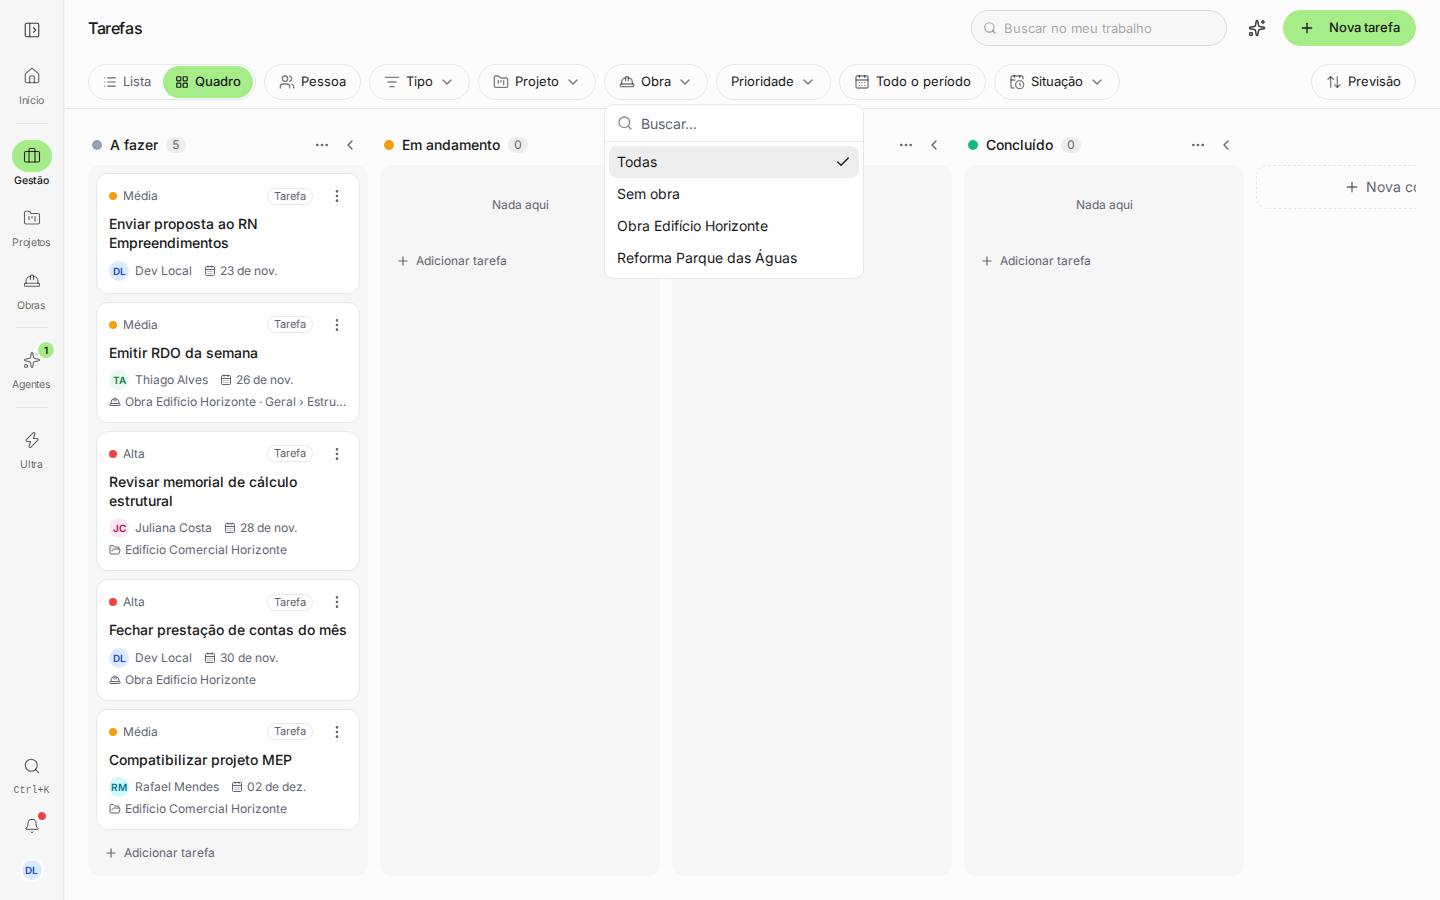 Tarefas
Buscar no meu trabalho
Nova tarefa
Início
Gestão
Projetos
Obras
1
Agentes
Ultra
Ctrl+K
DL
Lista
Quadro
Pessoa
Tipo
Projeto
Obra
Prioridade
Todo o período
Situação
Previsão
Buscar...
Todas
Sem obra
Obra Edifício Horizonte
Reforma Parque das Águas
A fazer 5
Média Tarefa
Enviar proposta ao RN
Empreendimentos
DL Dev Local 23 de nov.
Média Tarefa
Emitir RDO da semana
TA Thiago Alves 26 de nov.
Obra Edifício Horizonte · Geral › Estru...
Alta Tarefa
Revisar memorial de cálculo
estrutural
JC Juliana Costa 28 de nov.
Edifício Comercial Horizonte
Alta Tarefa
Fechar prestação de contas do mês
DL Dev Local 30 de nov.
Obra Edifício Horizonte
Média Tarefa
Compatibilizar projeto MEP
RM Rafael Mendes 02 de dez.
Edifício Comercial Horizonte
Adicionar tarefa
Em andamento 0
Nada aqui
Adicionar tarefa
Concluído 0
Nada aqui
Adicionar tarefa
Nova co